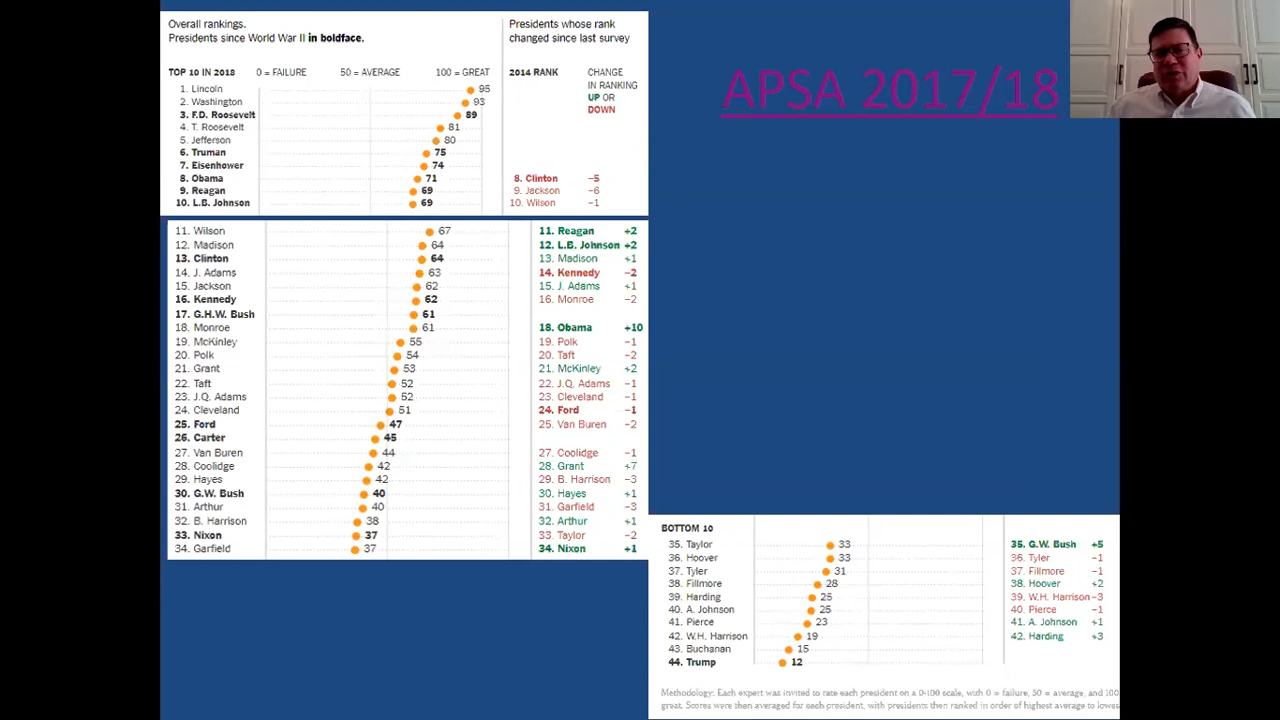 Overall rankings.
Presidents since World War II in boldface.
Presidents whose rank
changed since last survey
TOP 10 IN 2018 0 = FAILURE 50 = AVERAGE 100 = GREAT 2014 RANK CHANGE
IN RANKING
UP OR
DOWN
1. Lincoln 95
2. Washington 93
3. F.D. Roosevelt 89
4. T. Roosevelt 81
5. Jefferson 80
6. Truman 75
7. Eisenhower 74
8. Obama 71 8. Clinton −5
9. Reagan 69 9. Jackson −6
10. L.B. Johnson 69 10. Wilson −1
11. Wilson 67 11. Reagan +2
12. Madison 64 12. L.B. Johnson +2
13. Clinton 64 13. Madison +1
14. J. Adams 63 14. Kennedy −2
15. Jackson 62 15. J. Adams +1
16. Kennedy 62 16. Monroe −2
17. G.H.W. Bush 61
18. Monroe 61 18. Obama +10
19. McKinley 55 19. Polk −1
20. Polk 54 20. Taft −2
21. Grant 53 21. McKinley +2
22. Taft 52 22. J.Q. Adams −1
23. J.Q. Adams 52 23. Cleveland −1
24. Cleveland 51 24. Ford −1
25. Ford 47 25. Van Buren −2
26. Carter 45
27. Van Buren 44 27. Coolidge −1
28. Coolidge 42 28. Grant +7
29. Hayes 42 29. B. Harrison −3
30. G.W. Bush 40 30. Hayes +1
31. Arthur 40 31. Garfield −3
32. B. Harrison 38 32. Arthur +1
33. Nixon 37 33. Taylor −2
34. Garfield 37 34. Nixon +1
APSA 2017/18
BOTTOM 10
35. Taylor 33 35. G.W. Bush +5
36. Hoover 33 36. Tyler −1
37. Tyler 31 37. Fillmore −1
38. Fillmore 28 38. Hoover +2
39. Harding 25 39. W.H. Harrison −3
40. A. Johnson 25 40. Pierce −1
41. Pierce 23 41. A. Johnson +1
42. W.H. Harrison 19 42. Harding +3
43. Buchanan 15
44. Trump 12
Methodology: Each expert was invited to rate each president on a 0-100 scale, with 0 = failure, 50 = average, and 100
great. Scores were then averaged for each president, with presidents then ranked in order of highest average to lowes